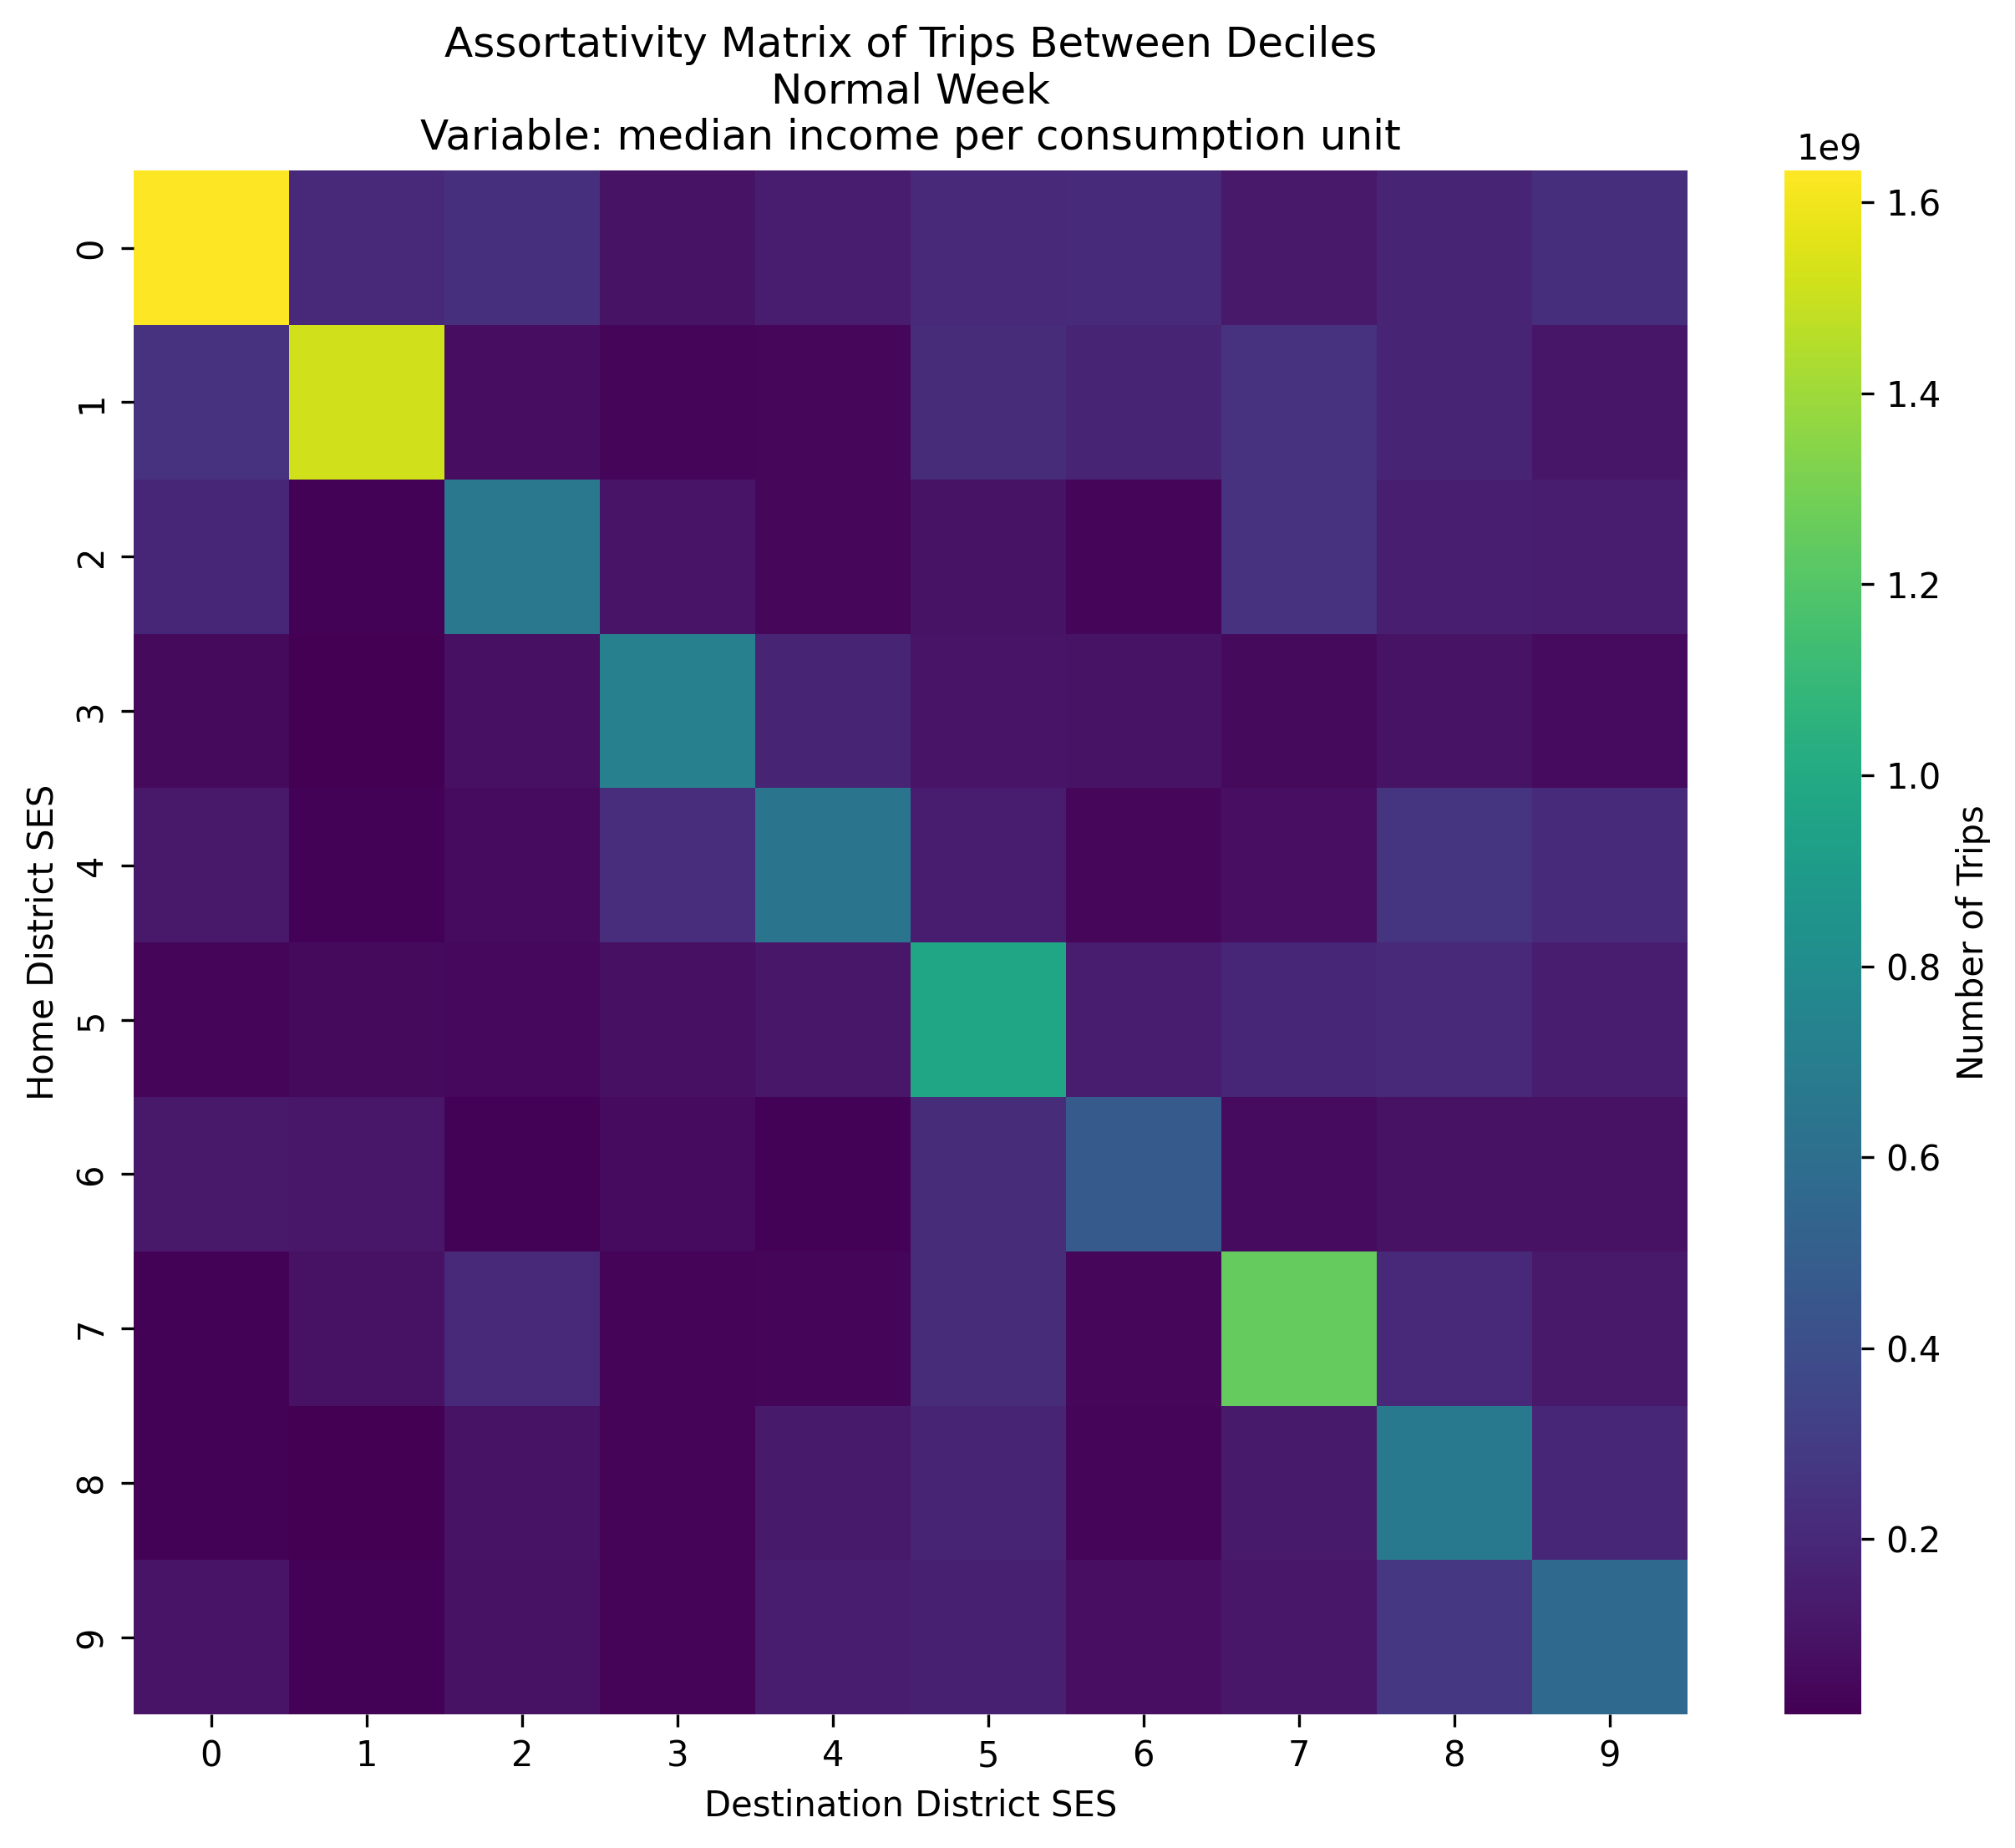 Assortativity Matrix of Trips Between Deciles
Normal Week
Variable: median income per consumption unit
1e9
1.6
1.4
1.2
1.0
0.8
0.6
0.4
0.2
Number of Trips
Home District SES
0
1
2
3
4
5
6
7
8
9
0 1 2 3 4 5 6 7 8 9
Destination District SES